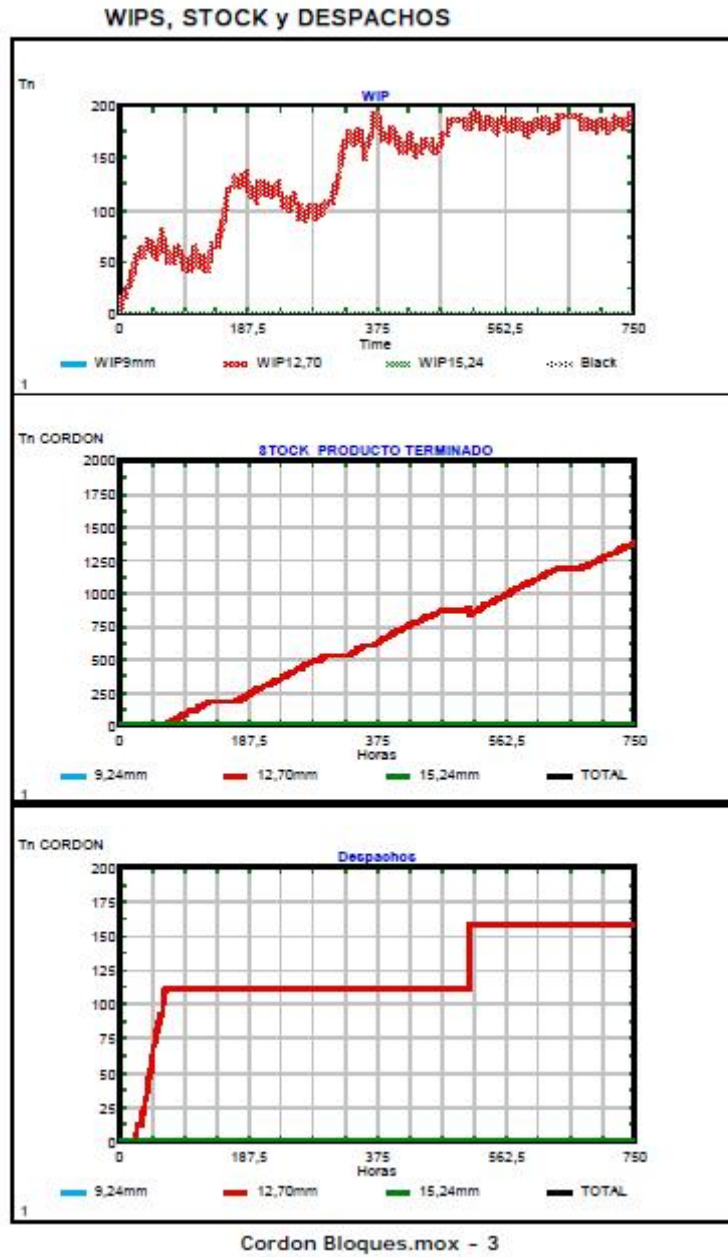 WIPS, STOCK y DESPACHOS
Tn
WIP
200
150
100
50
0
0 187,5 375 562,5 750
Time
WIP9mm WIP12,70 WIP15,24 Black
1
Tn CORDON
STOCK PRODUCTO TERMINADO
2000
1750
1500
1250
1000
750
500
250
0
0 187,5 375 562,5 750
Horas
9,24mm 12,70mm 15,24mm TOTAL
1
Tn CORDON
Despachos
200
175
150
125
100
75
50
25
0
0 187,5 375 562,5 750
Horas
9,24mm 12,70mm 15,24mm TOTAL
1
Cordon Bloques.mox - 3